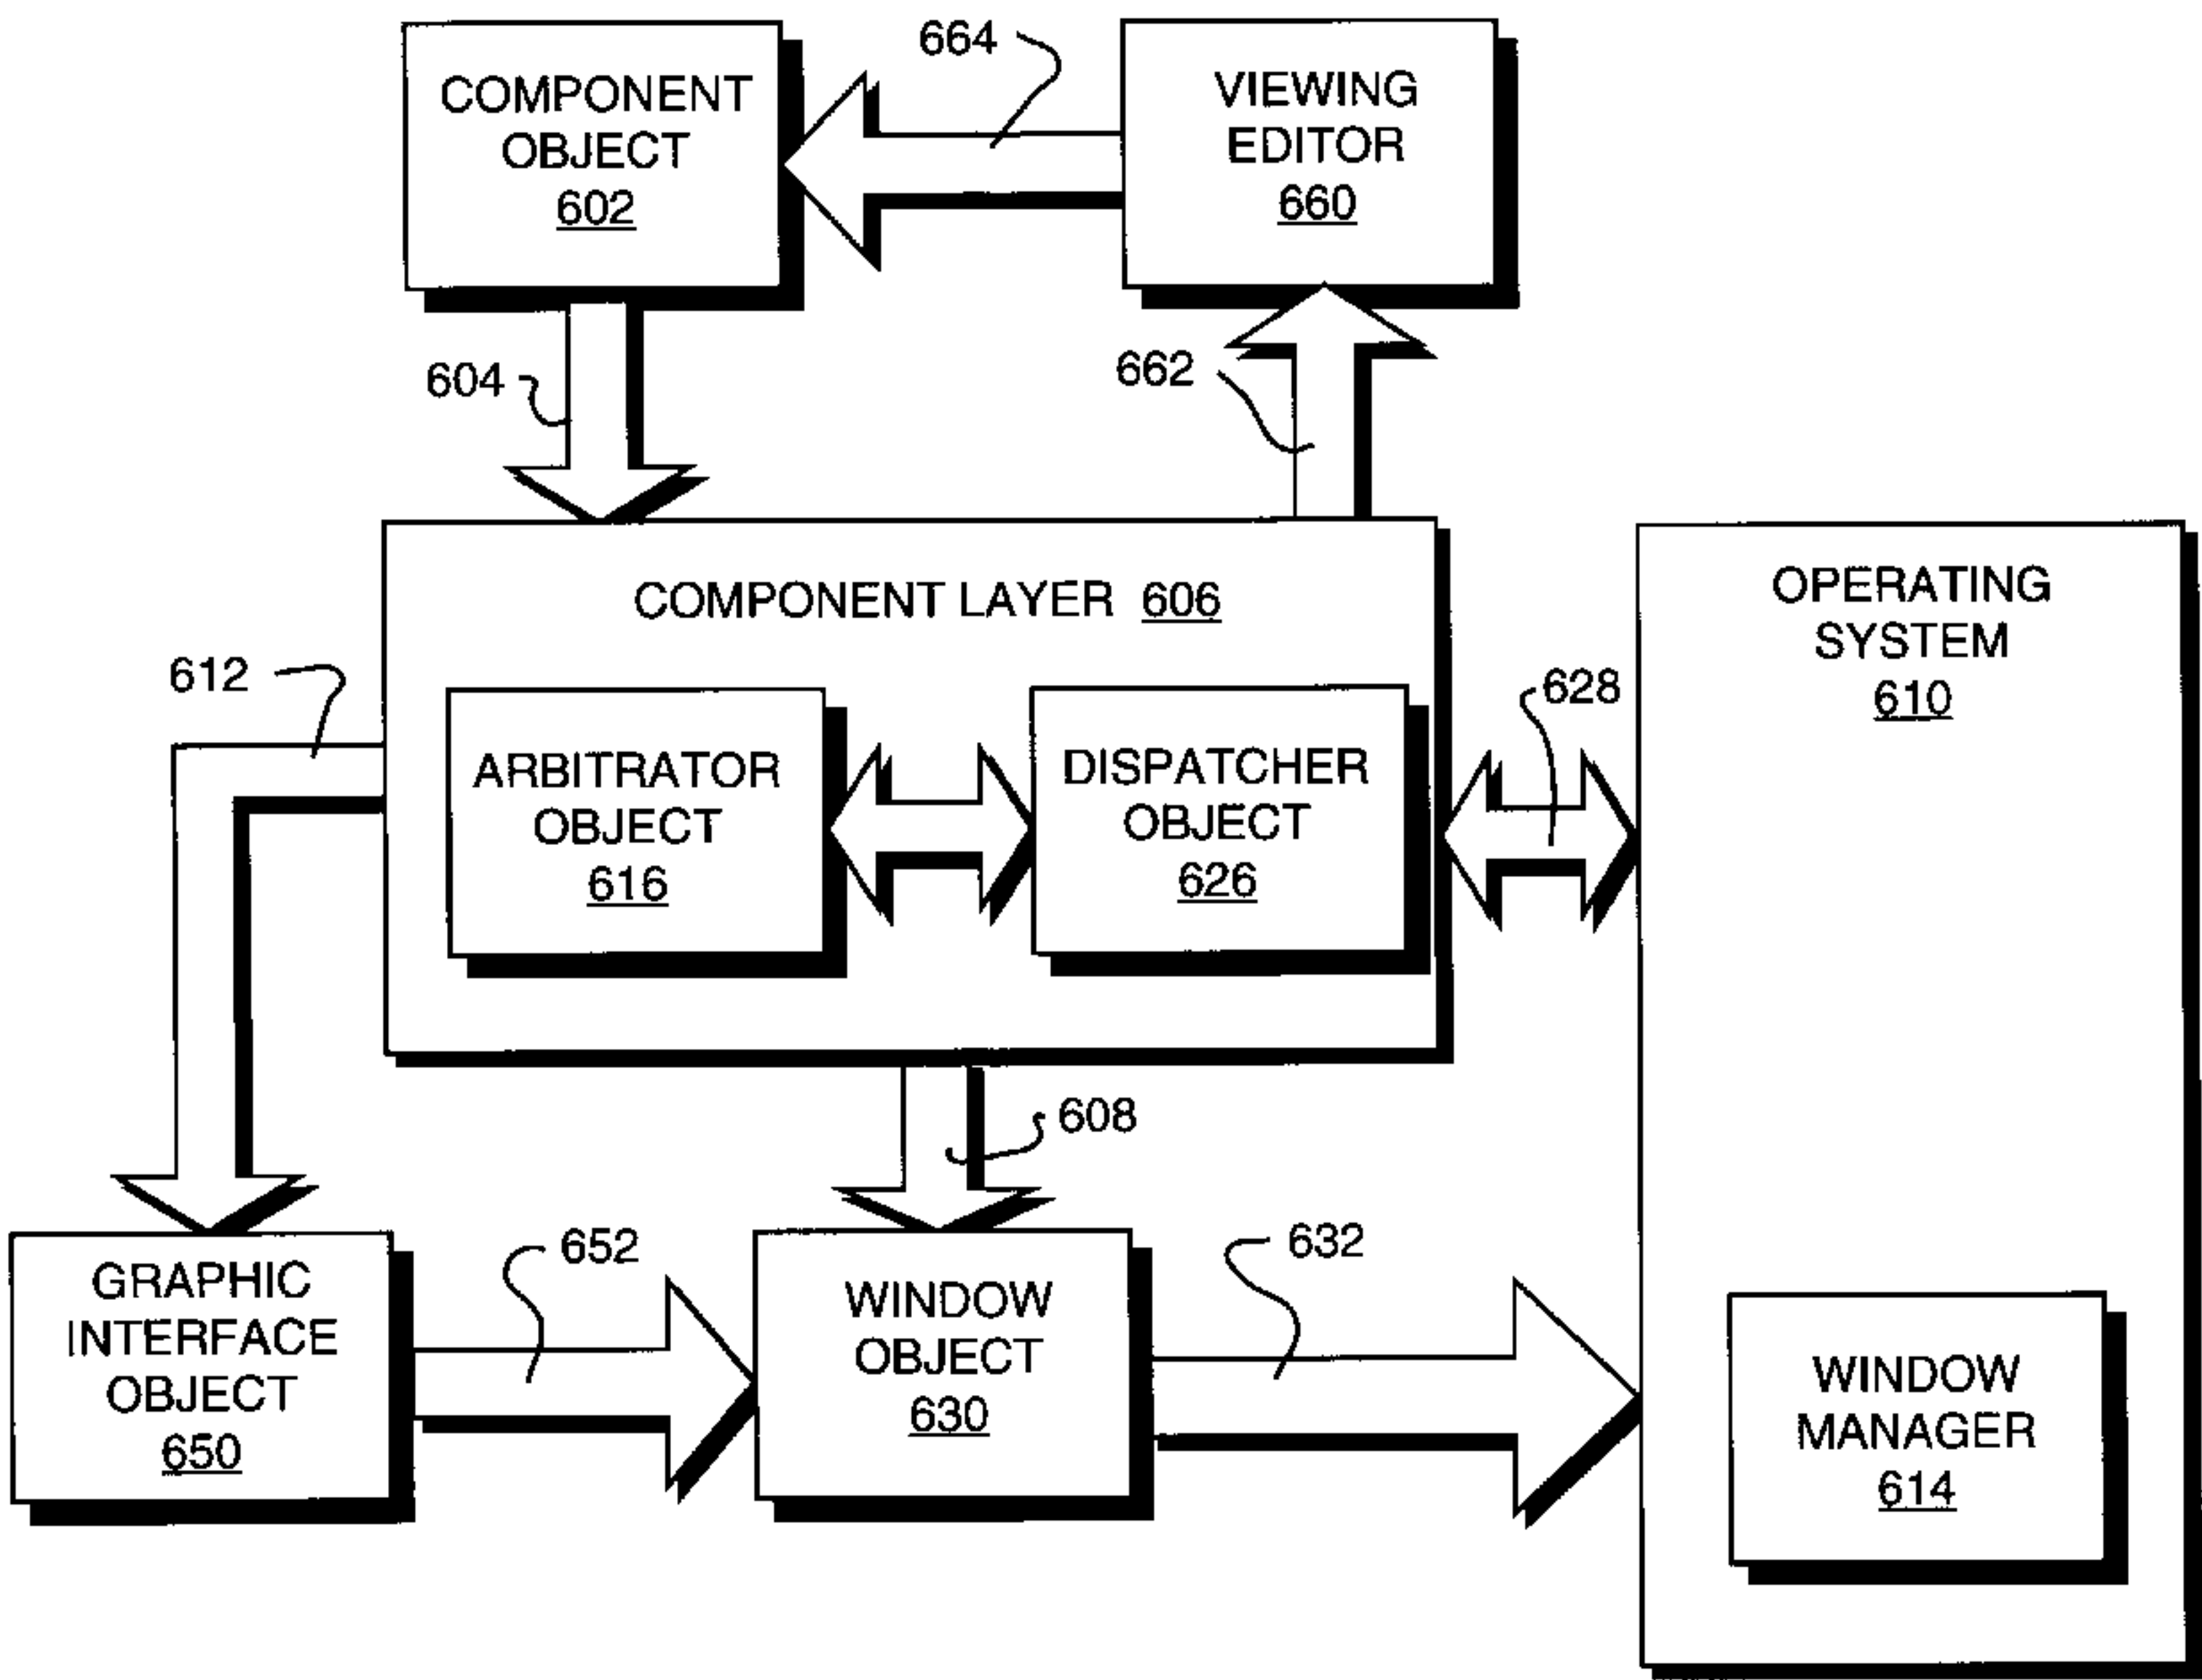 COMPONENT
OBJECT
602
664
VIEWING
EDITOR
660
604
662
COMPONENT LAYER 606
OPERATING
SYSTEM
610
612
628
ARBITRATOR
OBJECT
616
DISPATCHER
OBJECT
626
608
GRAPHIC
INTERFACE
OBJECT
650
652
WINDOW
OBJECT
630
632
WINDOW
MANAGER
614